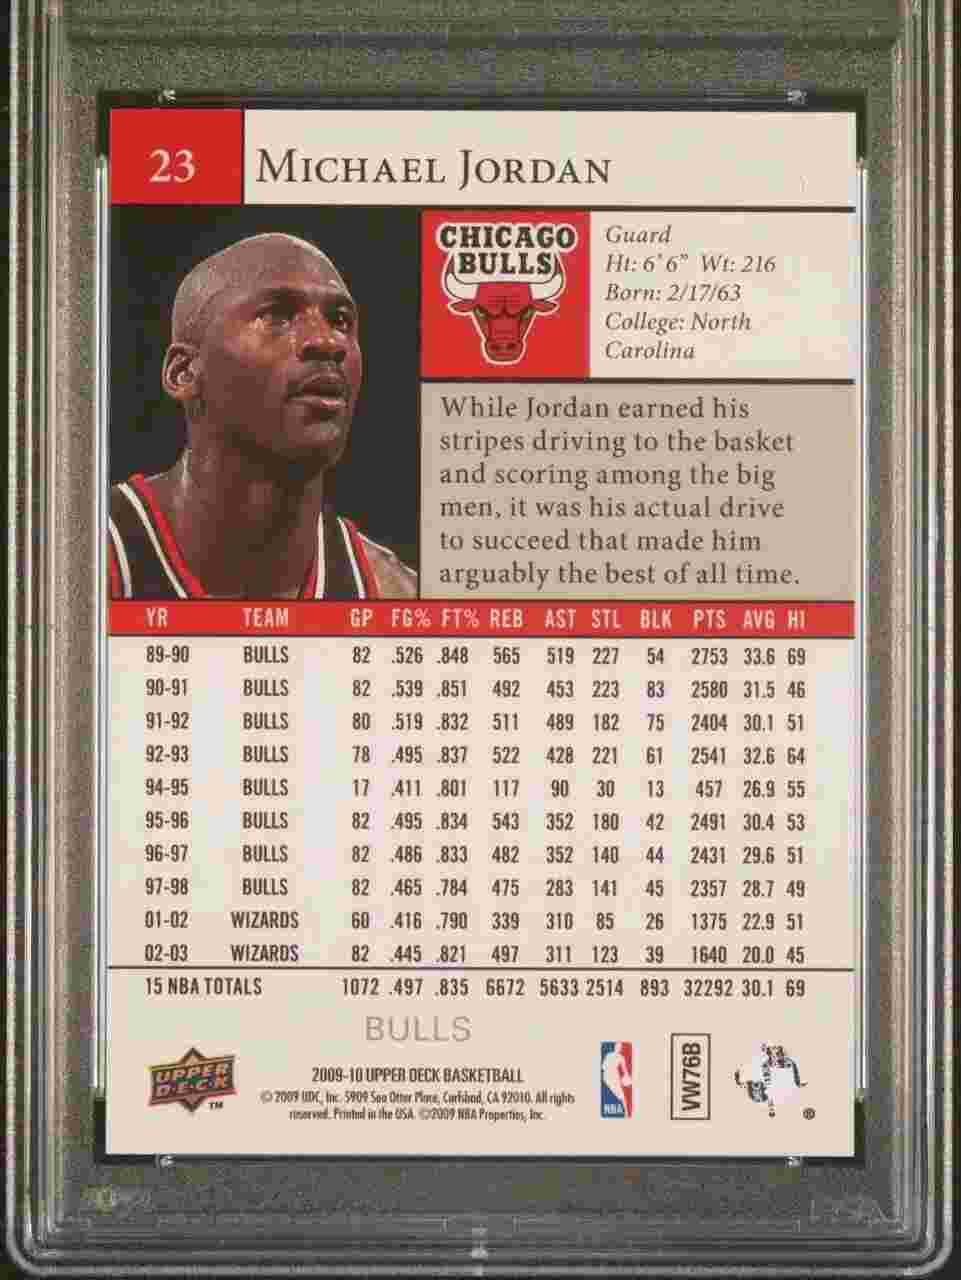 23
MICHAEL JORDAN
CHICAGO
BULLS
Guard
Ht: 6' 6" Wt: 216
Born: 2/17/63
College: North
Carolina
While Jordan earned his
stripes driving to the basket
and scoring among the big
men, it was his actual drive
to succeed that made him
arguably the best of all time.
YR TEAM GP FG% FT% REB AST STL BLK PTS AVG HI
89-90 BULLS 82 .526 .848 565 519 227 54 2753 33.6 69
90-91 BULLS 82 .539 .851 492 453 223 83 2580 31.5 46
91-92 BULLS 80 .519 .832 511 489 182 75 2404 30.1 51
92-93 BULLS 78 .495 .837 522 428 221 61 2541 32.6 64
94-95 BULLS 17 .411 .801 117 90 30 13 457 26.9 55
95-96 BULLS 82 .495 .834 543 352 180 42 2491 30.4 53
96-97 BULLS 82 .486 .833 482 352 140 44 2431 29.6 51
97-98 BULLS 82 .465 .784 475 283 141 45 2357 28.7 49
01-02 WIZARDS 60 .416 .790 339 310 85 26 1375 22.9 51
02-03 WIZARDS 82 .445 .821 497 311 123 39 1640 20.0 45
15 NBA TOTALS 1072 .497 .835 6672 5633 2514 893 32292 30.1 69
BULLS
UPPER
D·E·C·K
TM
2009-10 UPPER DECK BASKETBALL
© 2009 UDC, Inc. 5909 Sea Otter Place, Carlsbad, CA 92010. All rights
reserved. Printed in the USA. ©2009 NBA Properties, Inc.
NBA
VW76B
®